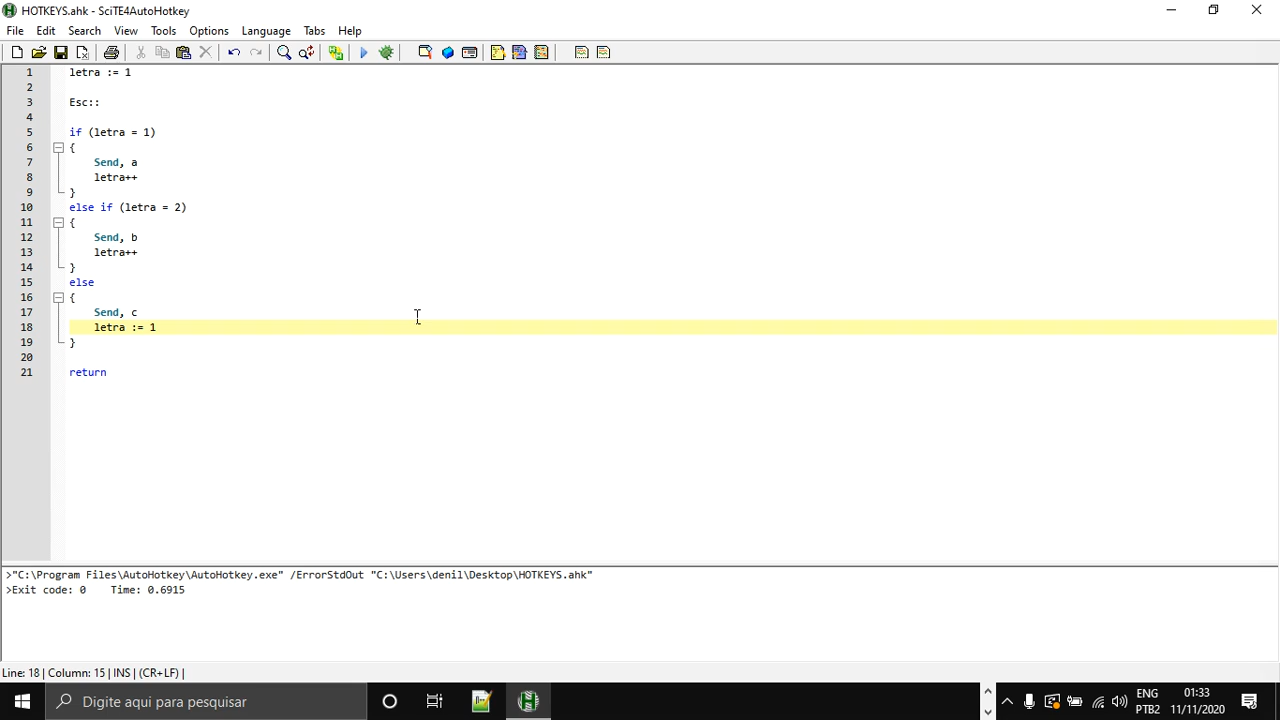 HOTKEYS.ahk - SciTE4AutoHotkey
File Edit Search View Tools Options Language Tabs Help
1 letra := 1
2
3 Esc::
4
5 if (letra = 1)
6 {
7 Send, a
8 letra++
9 }
10 else if (letra = 2)
11 {
12 Send, b
13 letra++
14 }
15 else
16 {
17 Send, c
18 letra := 1
19 }
20
21 return
>"C:\Program Files\AutoHotkey\AutoHotkey.exe" /ErrorStdOut "C:\Users\denil\Desktop\HOTKEYS.ahk"
>Exit code: 0 Time: 0.6915
Line: 18 | Column: 15 | INS | (CR+LF) |
Digite aqui para pesquisar
ENG 01:33
PTB2 11/11/2020